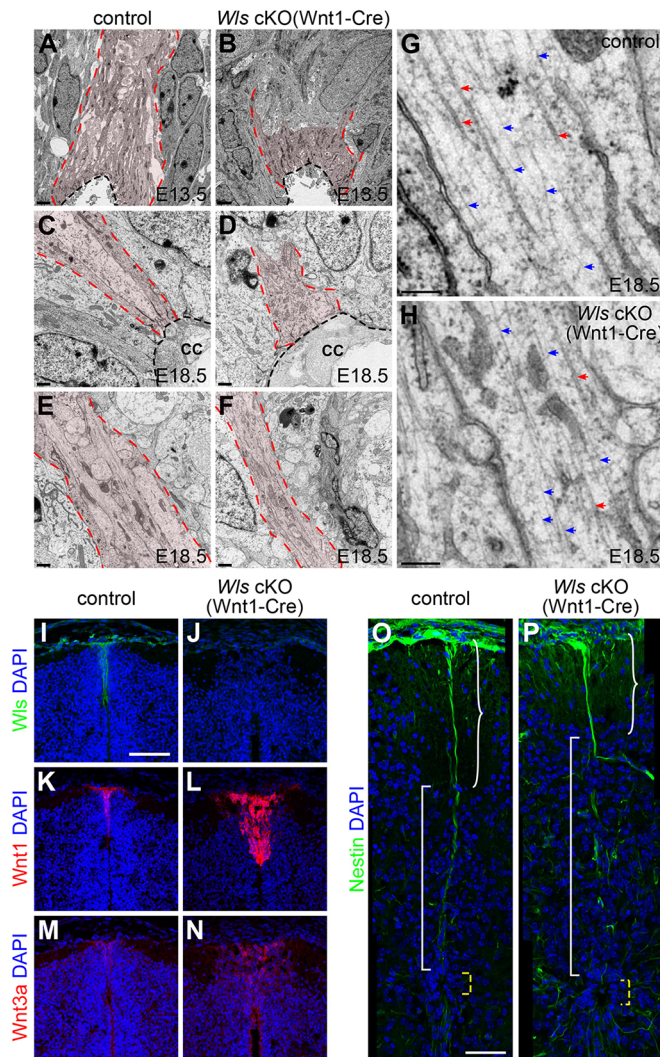 control
Wls cKO(Wnt1-Cre)
A
E13.5
B
E13.5
G
control
E18.5
C
cc
E18.5
D
cc
E18.5
H
Wls cKO
(Wnt1-Cre)
E18.5
E
E18.5
F
E18.5
control
Wls cKO
(Wnt1-Cre)
control
Wls cKO
(Wnt1-Cre)
Wls DAPI
I
J
Wnt1 DAPI
K
L
Wnt3a DAPI
M
N
Nestin DAPI
O
P